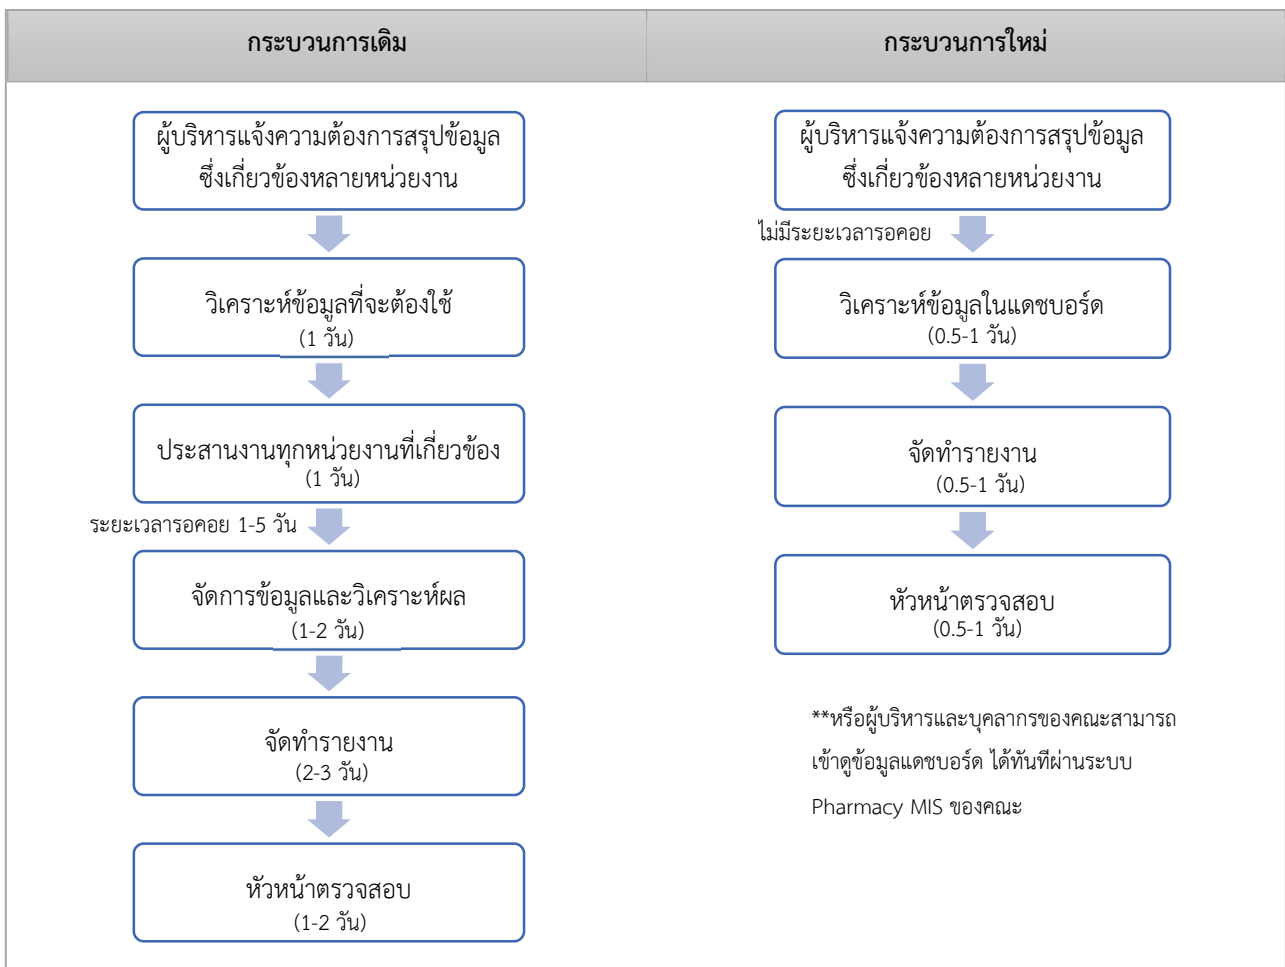 กระบวนการเดิม
ผู้บริหารแจ้งความต้องการสรุปข้อมูล
ซึ่งเกี่ยวข้องหลายหน่วยงาน
วิเคราะห์ข้อมูลที่จะต้องใช้
(1 วัน)
ประสานงานทุกหน่วยงานที่เกี่ยวข้อง
(1 วัน)
ระยะเวลารอคอย 1-5 วัน
จัดการข้อมูลและวิเคราะห์ผล
(1-2 วัน)
จัดทำรายงาน
(2-3 วัน)
หัวหน้าตรวจสอบ
(1-2 วัน)
กระบวนการใหม่
ผู้บริหารแจ้งความต้องการสรุปข้อมูล
ซึ่งเกี่ยวข้องหลายหน่วยงาน
ไม่มีระยะเวลารอคอย
วิเคราะห์ข้อมูลในแดชบอร์ด
(0.5-1 วัน)
จัดทำรายงาน
(0.5-1 วัน)
หัวหน้าตรวจสอบ
(0.5-1 วัน)
**หรือผู้บริหารและบุคลากรของคณะสามารถ
เข้าดูข้อมูลแดชบอร์ด ได้ทันทีผ่านระบบ
Pharmacy MIS ของคณะ